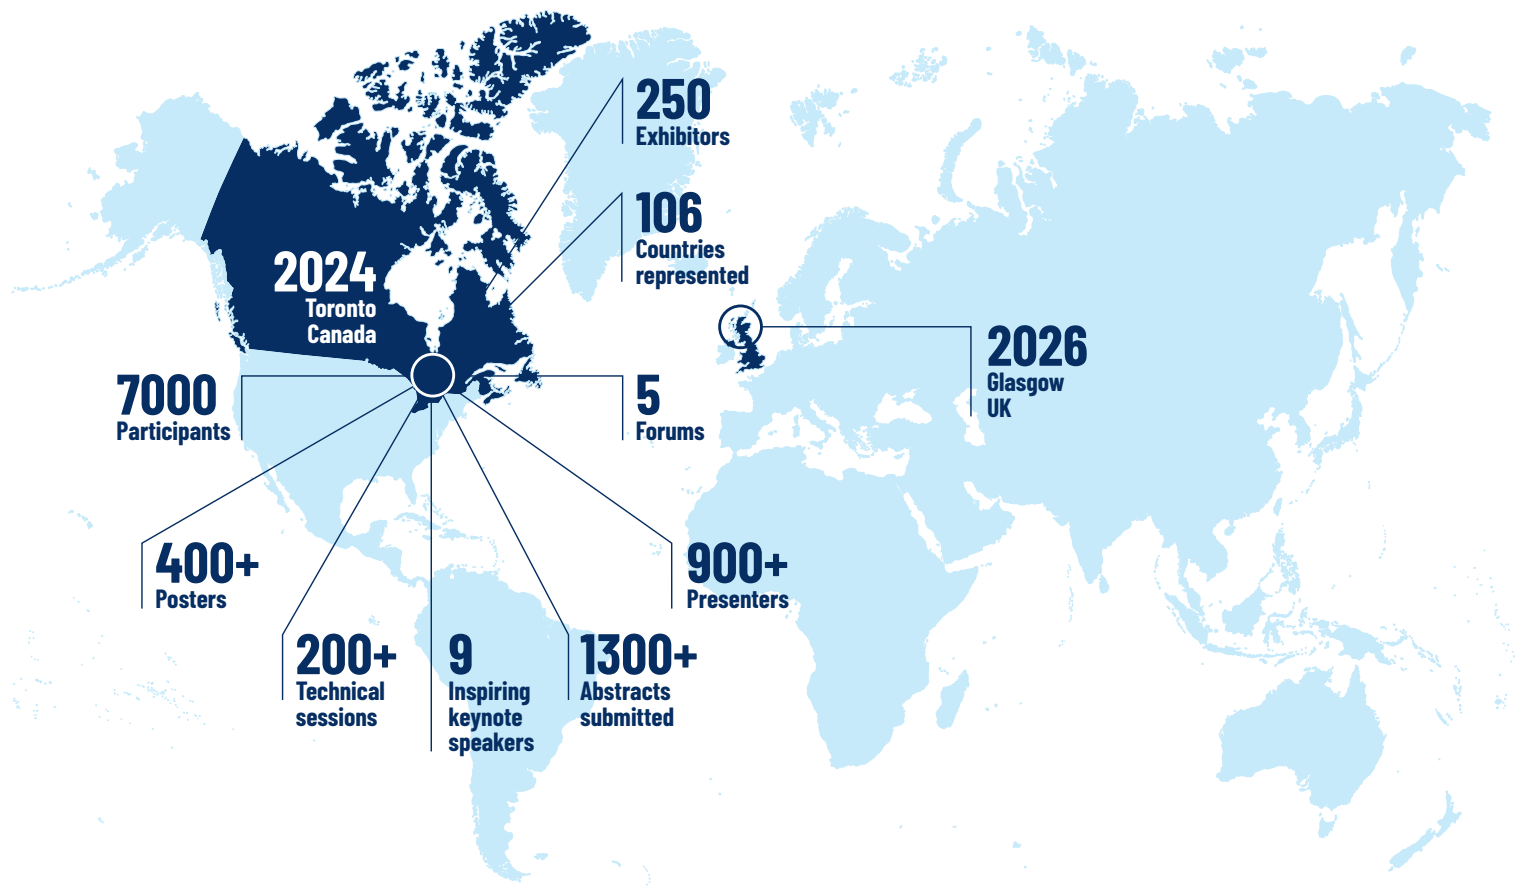 250
Exhibitors
106
Countries
represented
2024
Toronto
Canada
2026
Glasgow
UK
7000
Participants
5
Forums
400+
Posters
900+
Presenters
200+
Technical
sessions
9
Inspiring
keynote
speakers
1300+
Abstracts
submitted